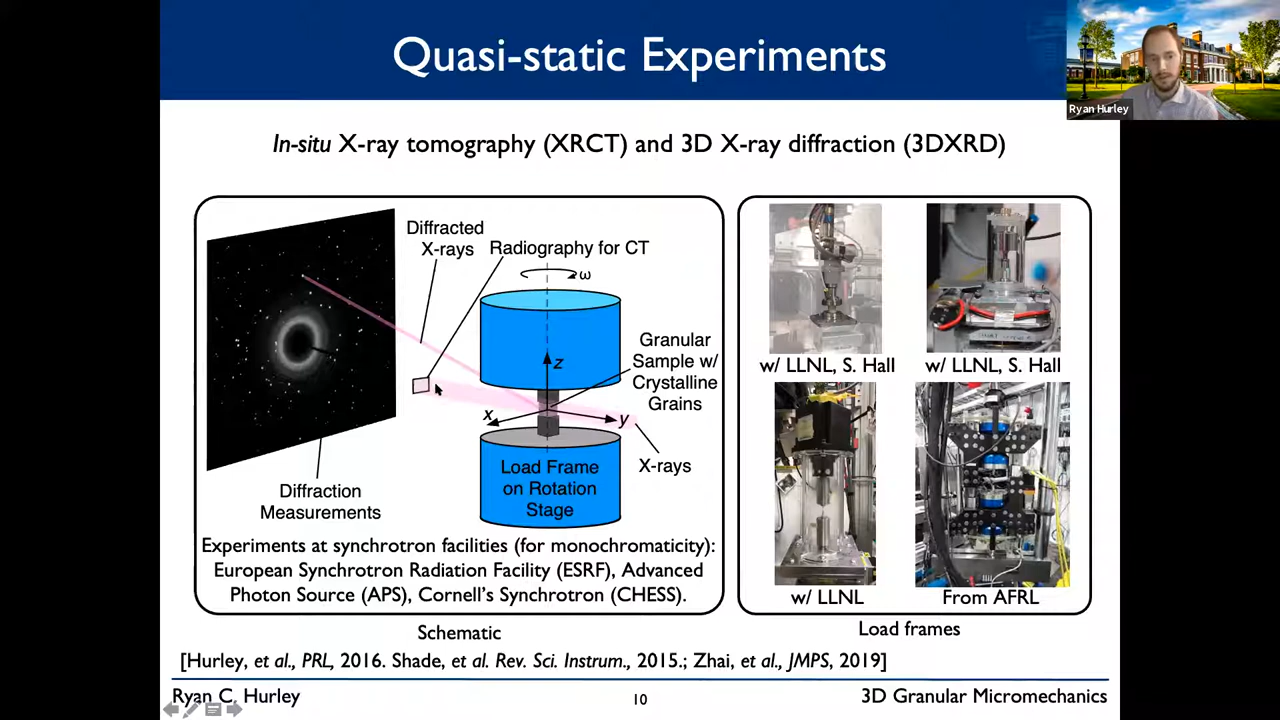 Quasi-static Experiments
Ryan Hurley
In-situ X-ray tomography (XRCT) and 3D X-ray diffraction (3DXRD)
Diffracted
X-rays
Radiography for CT
ω
Granular
Sample w/
Crystalline
Grains
z
x
y
X-rays
Load Frame
on Rotation
Stage
Diffraction
Measurements
Experiments at synchrotron facilities (for monochromaticity):
European Synchrotron Radiation Facility (ESRF), Advanced
Photon Source (APS), Cornell's Synchrotron (CHESS).
Schematic
w/ LLNL, S. Hall
w/ LLNL, S. Hall
w/ LLNL
From AFRL
Load frames
[Hurley, et al., PRL, 2016. Shade, et al. Rev. Sci. Instrum., 2015.; Zhai, et al., JMPS, 2019]
Ryan C. Hurley
10
3D Granular Micromechanics